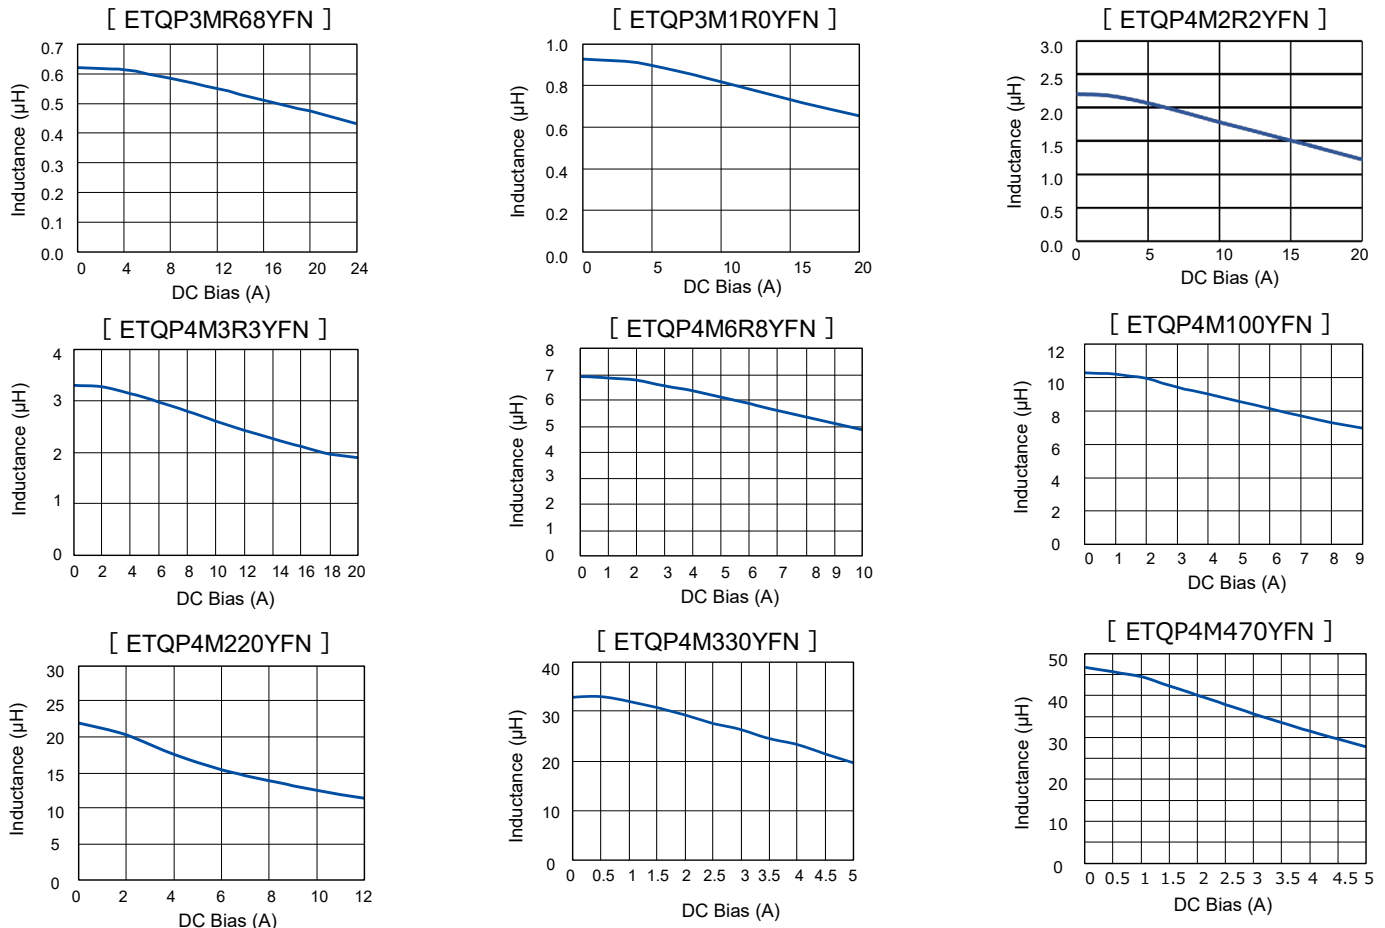 [ ETQP3MR68YFN ]
0.7
0.6
0.5
0.4
0.3
0.2
0.1
0.0
Inductance (μH)
0 4 8 12 16 20 24
DC Bias (A)
[ ETQP3M1R0YFN ]
1.0
0.8
0.6
0.4
0.2
0.0
Inductance (μH)
0 5 10 15 20
DC Bias (A)
[ ETQP4M2R2YFN ]
3.0
2.5
2.0
1.5
1.0
0.5
0.0
Inductance (μH)
0 5 10 15 20
DC Bias (A)
[ ETQP4M3R3YFN ]
4
3
2
1
0
Inductance (μH)
0 2 4 6 8 10 12 14 16 18 20
DC Bias (A)
[ ETQP4M6R8YFN ]
8
7
6
5
4
3
2
1
0
Inductance (μH)
0 1 2 3 4 5 6 7 8 9 10
DC Bias (A)
[ ETQP4M100YFN ]
12
10
8
6
4
2
0
Inductance (μH)
0 1 2 3 4 5 6 7 8 9
DC Bias (A)
[ ETQP4M220YFN ]
30
25
20
15
10
5
0
Inductance (μH)
0 2 4 6 8 10 12
DC Bias (A)
[ ETQP4M330YFN ]
40
30
20
10
0
Inductance (μH)
0 0.5 1 1.5 2 2.5 3 3.5 4 4.5 5
DC Bias (A)
[ ETQP4M470YFN ]
50
40
30
20
10
0
Inductance (μH)
0 0.5 1 1.5 2 2.5 3 3.5 4 4.5 5
DC Bias (A)